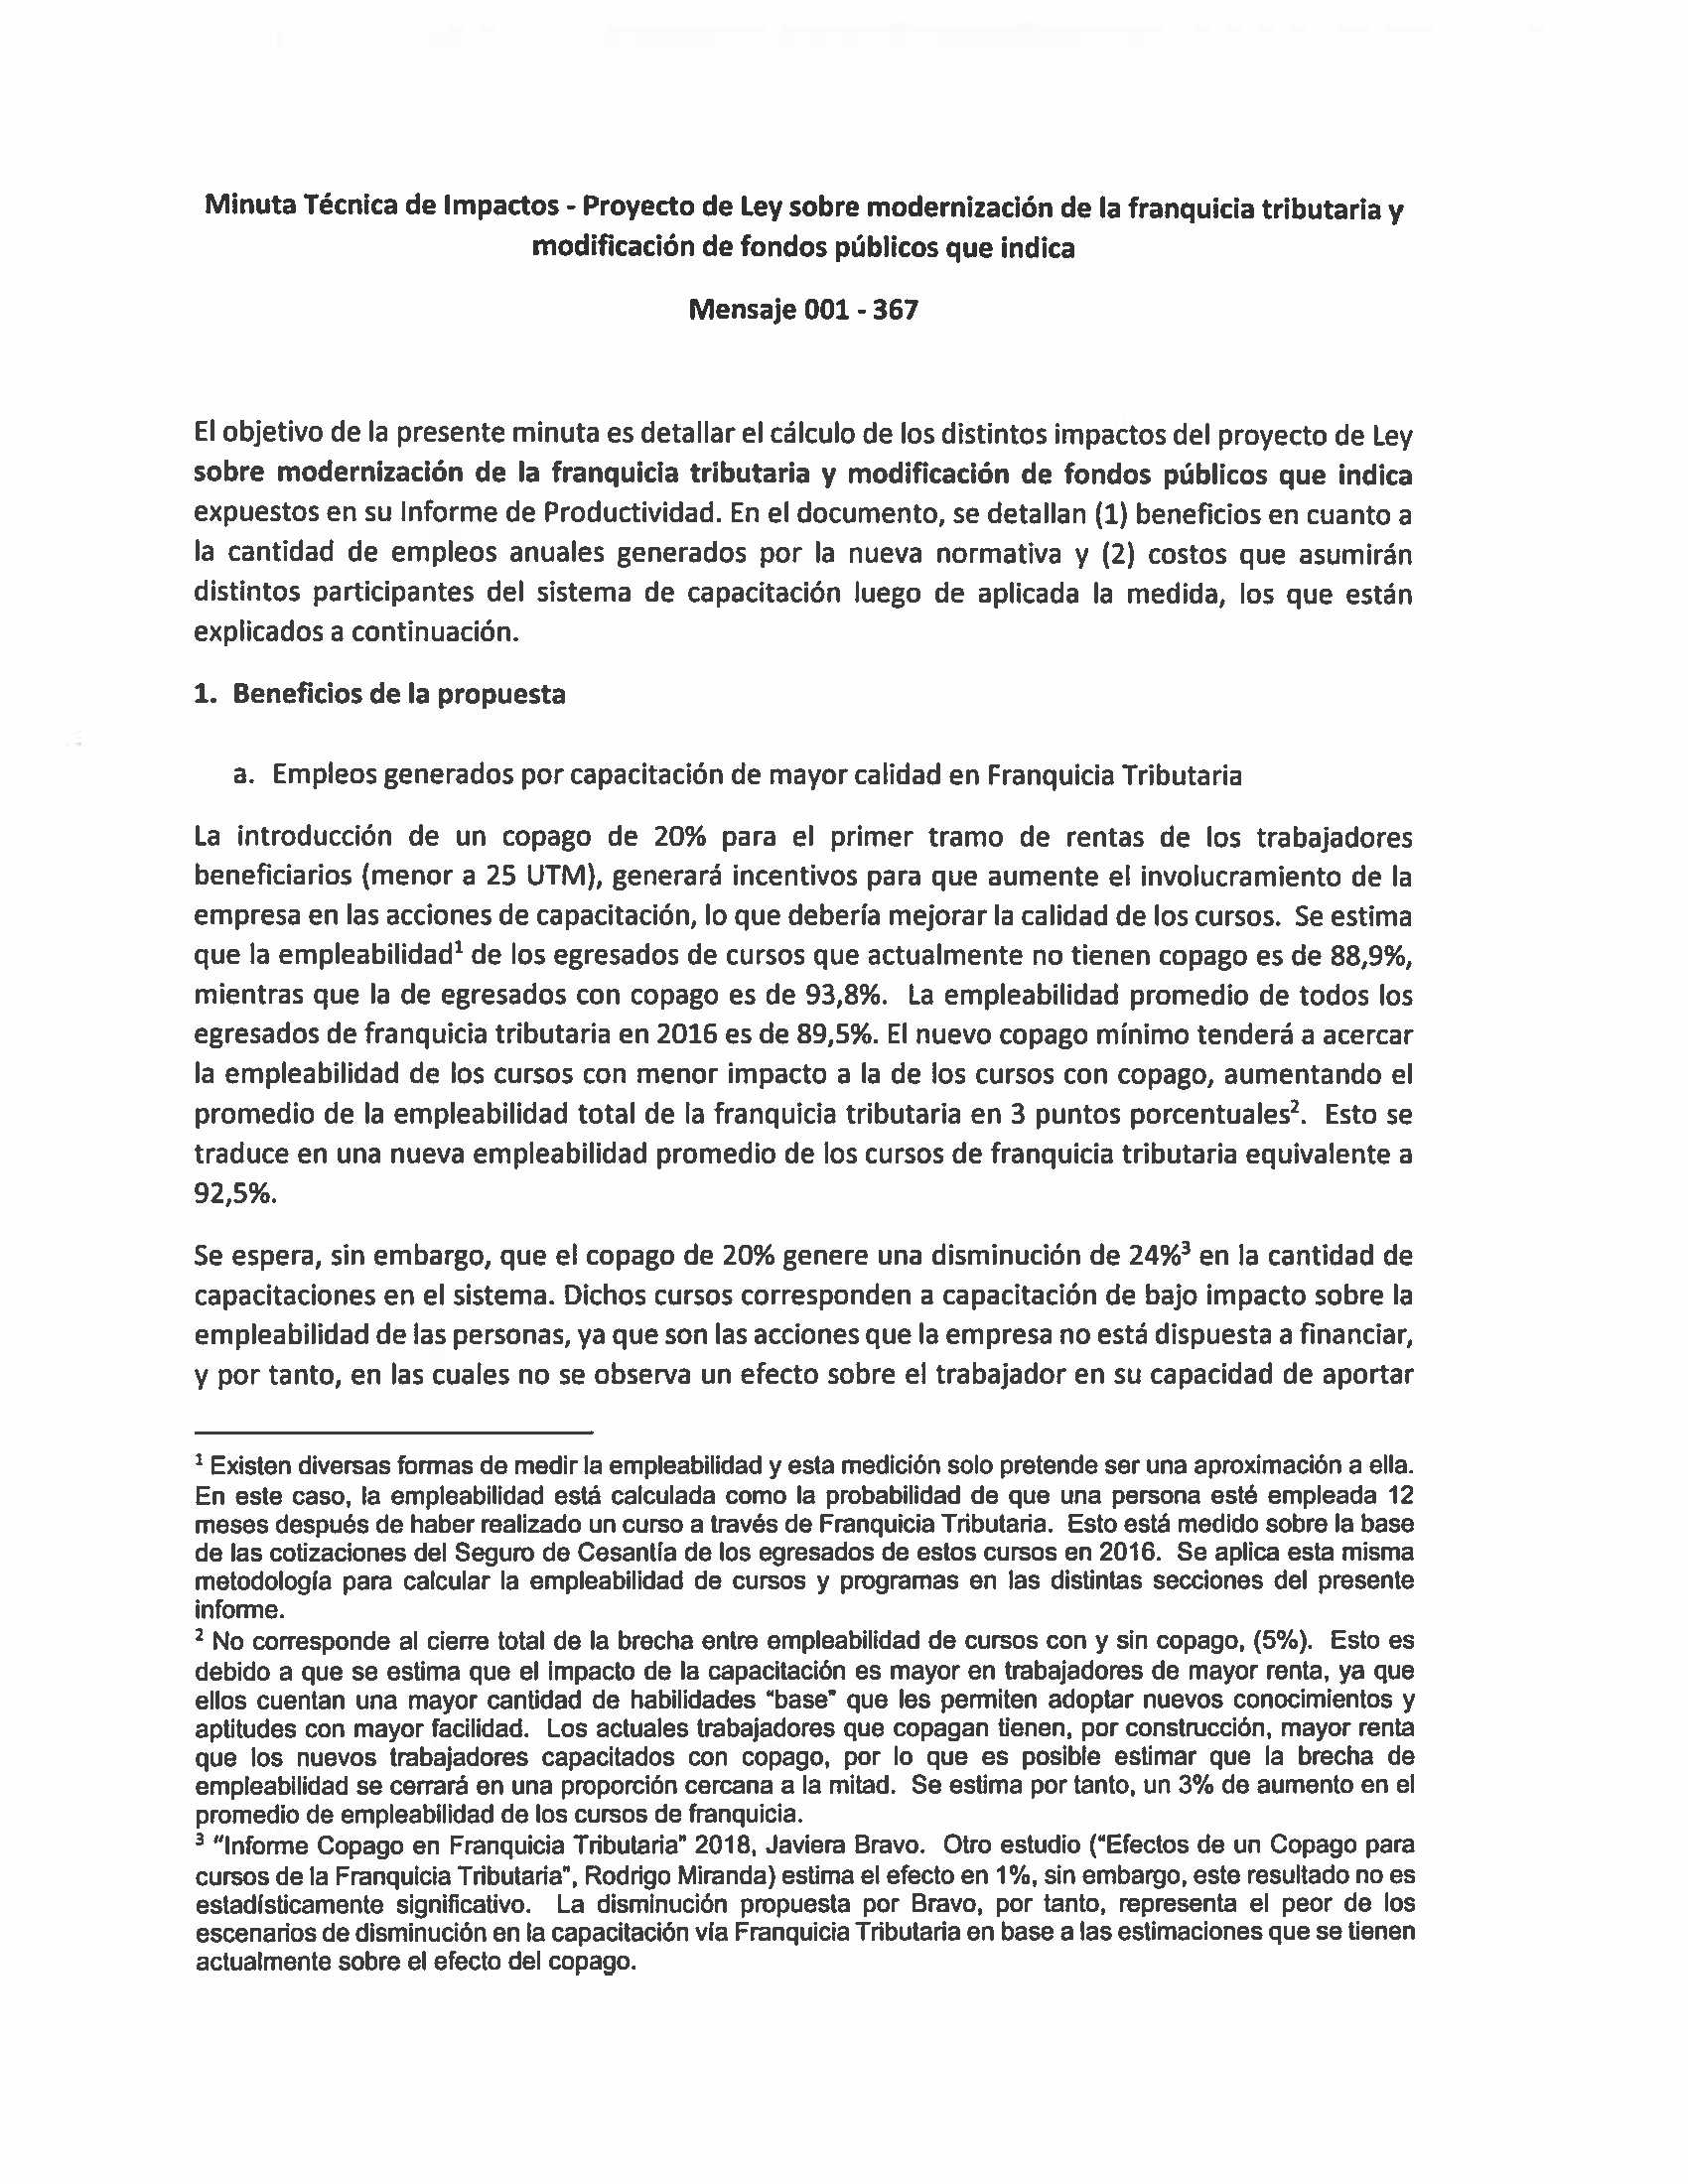 Minuta Técnica de Impactos - Proyecto de Ley sobre modernización de la franquicia tributaria y
modificación de fondos públicos que indica
Mensaje 001 - 367
El objetivo de la presente minuta es detallar el cálculo de los distintos impactos del proyecto de Ley
sobre modernización de la franquicia tributaria y modificación de fondos públicos que indica
expuestos en su Informe de Productividad. En el documento, se detallan (1) beneficios en cuanto a
la cantidad de empleos anuales generados por la nueva normativa y (2) costos que asumirán
distintos participantes del sistema de capacitación luego de aplicada la medida, los que están
explicados a continuación.
1. Beneficios de la propuesta
a. Empleos generados por capacitación de mayor calidad en Franquicia Tributaria
La introducción de un copago de 20% para el primer tramo de rentas de los trabajadores
beneficiarios (menor a 25 UTM), generará incentivos para que aumente el involucramiento de la
empresa en las acciones de capacitación, lo que debería mejorar la calidad de los cursos. Se estima
que la empleabilidad¹ de los egresados de cursos que actualmente no tienen copago es de 88,9%,
mientras que la de egresados con copago es de 93,8%. La empleabilidad promedio de todos los
egresados de franquicia tributaria en 2016 es de 89,5%. El nuevo copago mínimo tenderá a acercar
la empleabilidad de los cursos con menor impacto a la de los cursos con copago, aumentando el
promedio de la empleabilidad total de la franquicia tributaria en 3 puntos porcentuales². Esto se
traduce en una nueva empleabilidad promedio de los cursos de franquicia tributaria equivalente a
92,5%.
Se espera, sin embargo, que el copago de 20% genere una disminución de 24%³ en la cantidad de
capacitaciones en el sistema. Dichos cursos corresponden a capacitación de bajo impacto sobre la
empleabilidad de las personas, ya que son las acciones que la empresa no está dispuesta a financiar,
y por tanto, en las cuales no se observa un efecto sobre el trabajador en su capacidad de aportar
¹ Existen diversas formas de medir la empleabilidad y esta medición solo pretende ser una aproximación a ella.
En este caso, la empleabilidad está calculada como la probabilidad de que una persona esté empleada 12
meses después de haber realizado un curso a través de Franquicia Tributaria. Esto está medido sobre la base
de las cotizaciones del Seguro de Cesantía de los egresados de estos cursos en 2016. Se aplica esta misma
metodología para calcular la empleabilidad de cursos y programas en las distintas secciones del presente
informe.
² No corresponde al cierre total de la brecha entre empleabilidad de cursos con y sin copago, (5%). Esto es
debido a que se estima que el impacto de la capacitación es mayor en trabajadores de mayor renta, ya que
ellos cuentan una mayor cantidad de habilidades "base" que les permiten adoptar nuevos conocimientos y
aptitudes con mayor facilidad. Los actuales trabajadores que copagan tienen, por construcción, mayor renta
que los nuevos trabajadores capacitados con copago, por lo que es posible estimar que la brecha de
empleabilidad se cerrará en una proporción cercana a la mitad. Se estima por tanto, un 3% de aumento en el
promedio de empleabilidad de los cursos de franquicia.
³ "Informe Copago en Franquicia Tributaria" 2018, Javiera Bravo. Otro estudio ("Efectos de un Copago para
cursos de la Franquicia Tributaria", Rodrigo Miranda) estima el efecto en 1%, sin embargo, este resultado no es
estadísticamente significativo. La disminución propuesta por Bravo, por tanto, representa el peor de los
escenarios de disminución en la capacitación vía Franquicia Tributaria en base a las estimaciones que se tienen
actualmente sobre el efecto del copago.